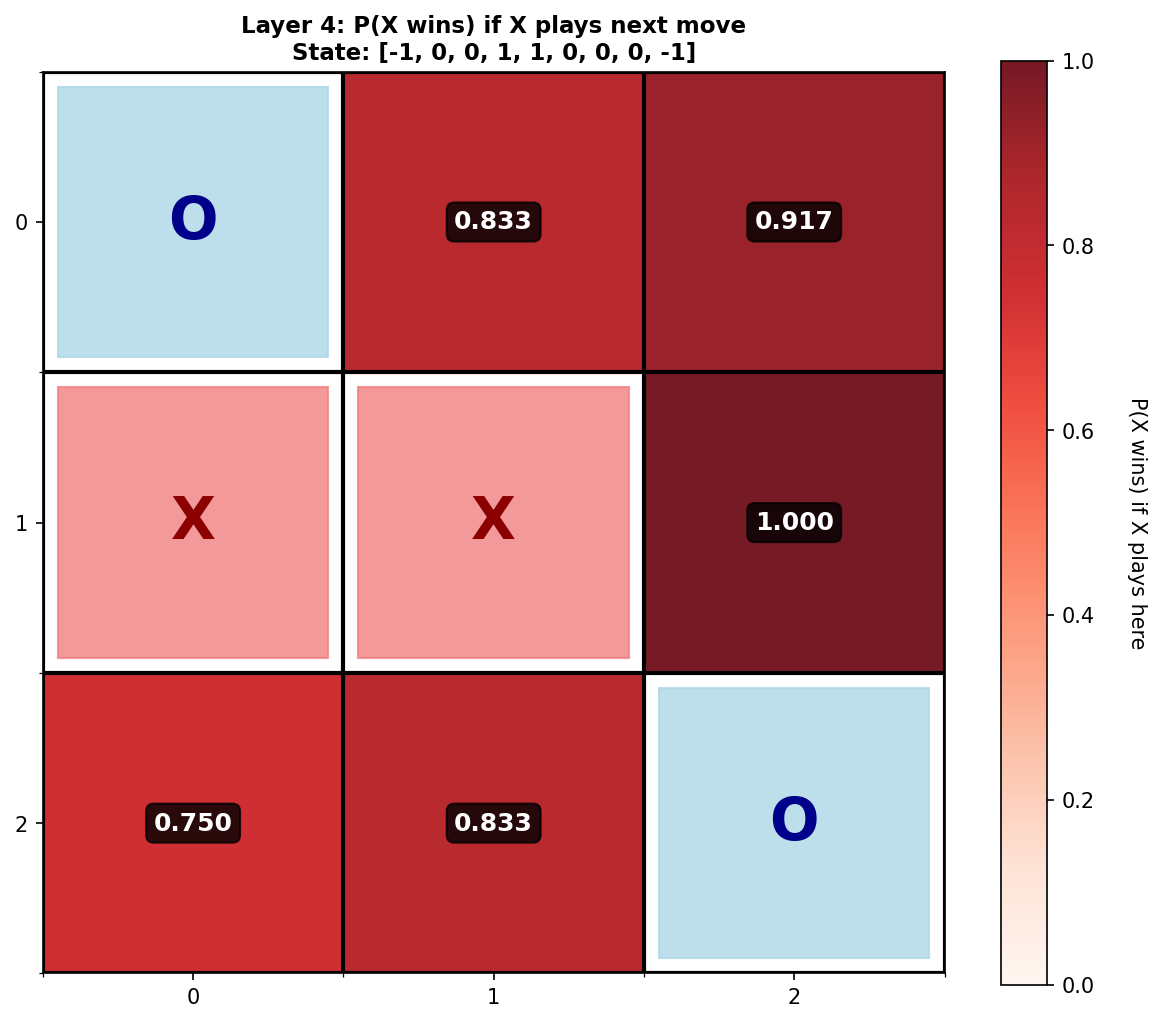 Layer 4: P(X wins) if X plays next move
State: [-1, 0, 0, 1, 1, 0, 0, 0, -1]
0
O
0.833
0.917
1
X
X
1.000
2
0.750
0.833
O
0
1
2
1.0
0.8
0.6
0.4
0.2
0.0
P(X wins) if X plays here